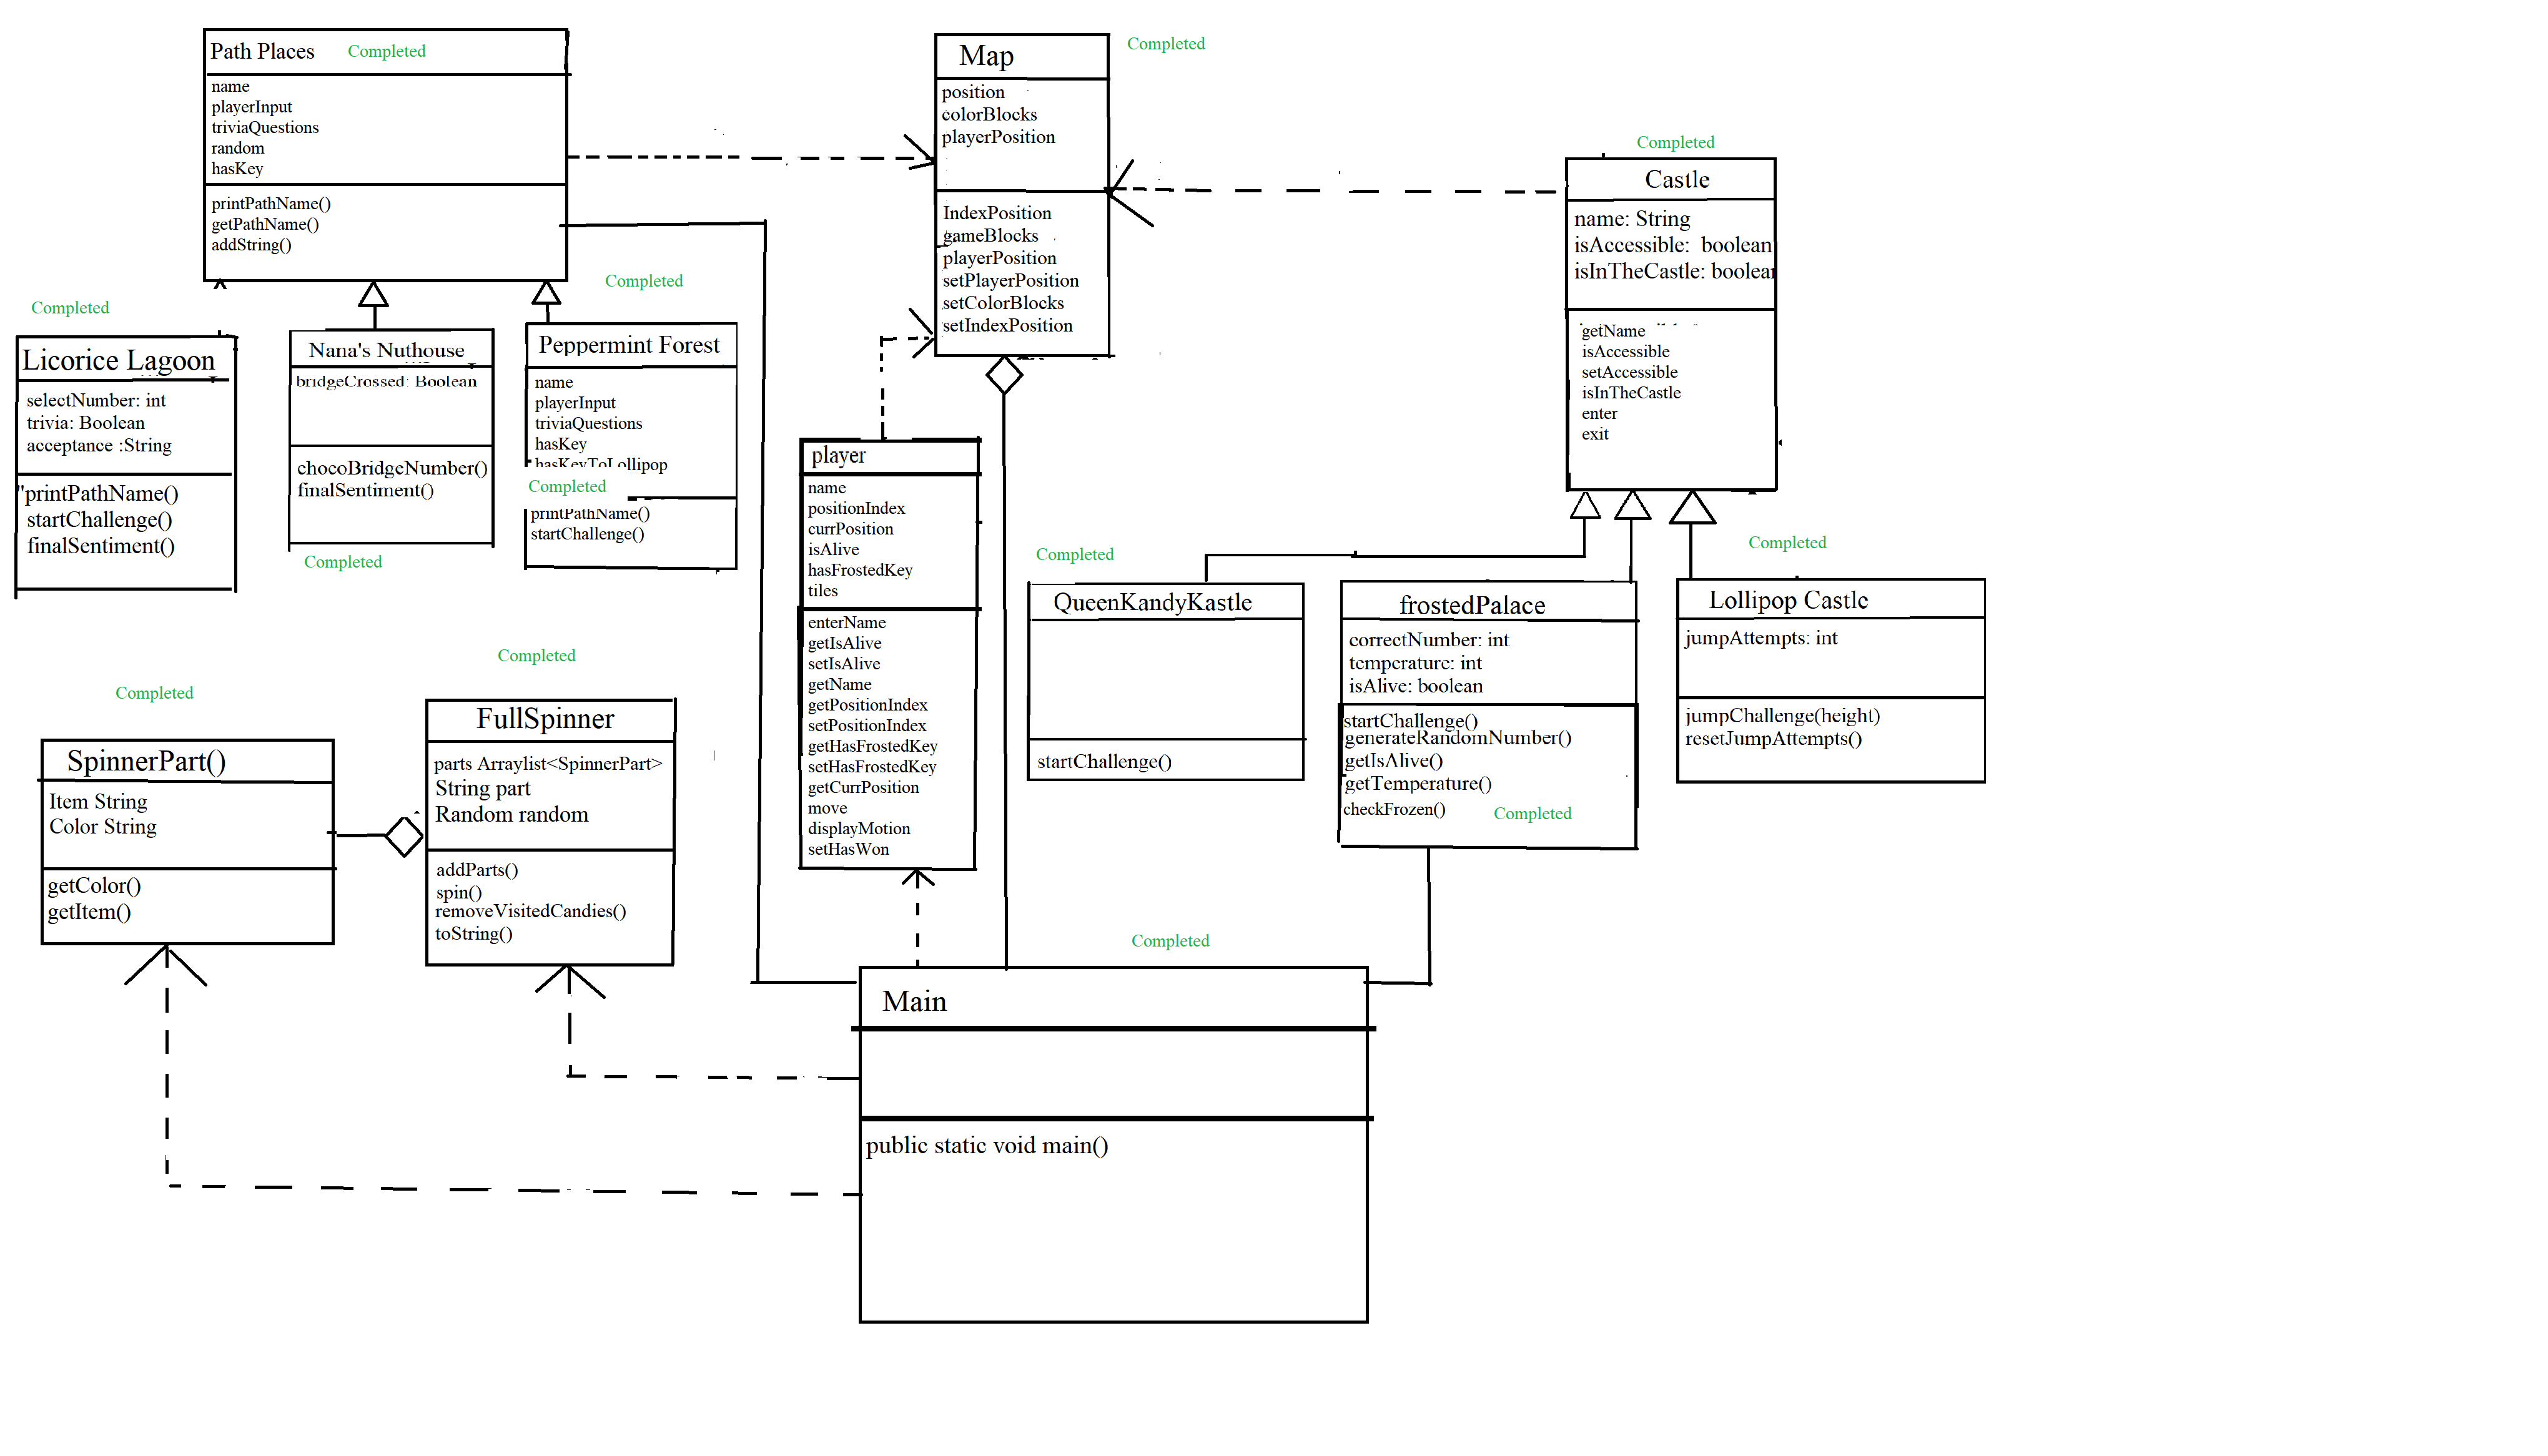 Path Places
Completed
name
playerInput
triviaQuestions
random
hasKey
printPathName()
getPathName()
addString()
Map
Completed
position
colorBlocks
playerPosition
IndexPosition
gameBlocks
playerPosition
setPlayerPosition
setColorBlocks
setIndexPosition
Completed
Castle
name: String
isAccessible: boolean
isInTheCastle: boolean
getName
isAccessible
setAccessible
isInTheCastle
enter
exit
Completed
Licorice Lagoon
selectNumber: int
trivia: Boolean
acceptance :String
"printPathName()
startChallenge()
finalSentiment()
Nana's Nuthouse
bridgeCrossed: Boolean
chocoBridgeNumber()
finalSentiment()
Completed
Completed
Peppermint Forest
name
playerInput
triviaQuestions
hasKey
hasKeyToLollipop
Completed
printPathName()
startChallenge()
player
name
positionIndex
currPosition
isAlive
hasFrostedKey
tiles
enterName
getIsAlive
setIsAlive
getName
getPositionIndex
setPositionIndex
getHasFrostedKey
setHasFrostedKey
getCurrPosition
move
displayMotion
setHasWon
Completed
QueenKandyKastle
startChallenge()
frostedPalace
correctNumber: int
temperature: int
isAlive: boolean
startChallenge()
generateRandomNumber()
getIsAlive()
getTemperature()
checkFrozen()
Completed
Completed
Lollipop Castle
jumpAttempts: int
jumpChallenge(height)
resetJumpAttempts()
Completed
SpinnerPart()
Item String
Color String
getColor()
getItem()
Completed
FullSpinner
parts Arraylist<SpinnerPart>
String part
Random random
addParts()
spin()
removeVisitedCandies()
toString()
Completed
Main
public static void main()